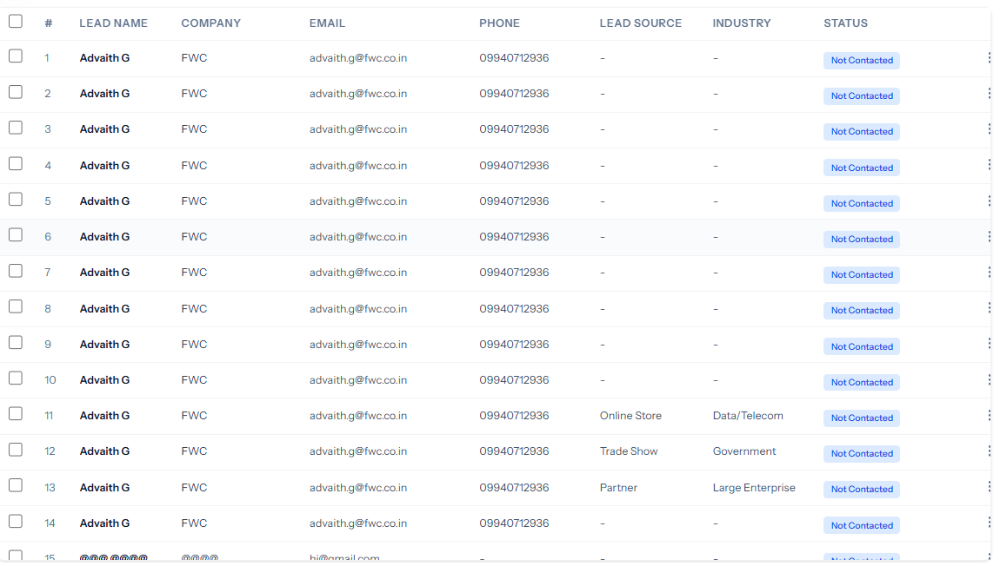 # LEAD NAME COMPANY EMAIL PHONE LEAD SOURCE INDUSTRY STATUS
1 Advaith G FWC advaith.g@fwc.co.in 09940712936 - - Not Contacted
2 Advaith G FWC advaith.g@fwc.co.in 09940712936 - - Not Contacted
3 Advaith G FWC advaith.g@fwc.co.in 09940712936 - - Not Contacted
4 Advaith G FWC advaith.g@fwc.co.in 09940712936 - - Not Contacted
5 Advaith G FWC advaith.g@fwc.co.in 09940712936 - - Not Contacted
6 Advaith G FWC advaith.g@fwc.co.in 09940712936 - - Not Contacted
7 Advaith G FWC advaith.g@fwc.co.in 09940712936 - - Not Contacted
8 Advaith G FWC advaith.g@fwc.co.in 09940712936 - - Not Contacted
9 Advaith G FWC advaith.g@fwc.co.in 09940712936 - - Not Contacted
10 Advaith G FWC advaith.g@fwc.co.in 09940712936 - - Not Contacted
11 Advaith G FWC advaith.g@fwc.co.in 09940712936 Online Store Data/Telecom Not Contacted
12 Advaith G FWC advaith.g@fwc.co.in 09940712936 Trade Show Government Not Contacted
13 Advaith G FWC advaith.g@fwc.co.in 09940712936 Partner Large Enterprise Not Contacted
14 Advaith G FWC advaith.g@fwc.co.in 09940712936 - - Not Contacted
15 @@@ @@@@ @@@@ hi@gmail.com - - - Not Contacted